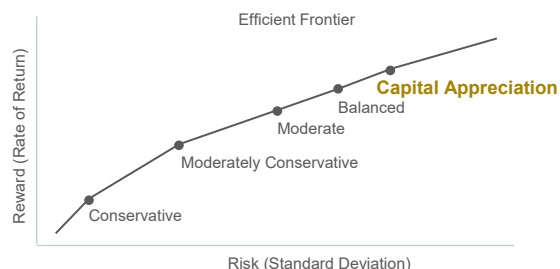 Efficient Frontier
Reward (Rate of Return)
Capital Appreciation
Balanced
Moderate
Moderately Conservative
Conservative
Risk (Standard Deviation)